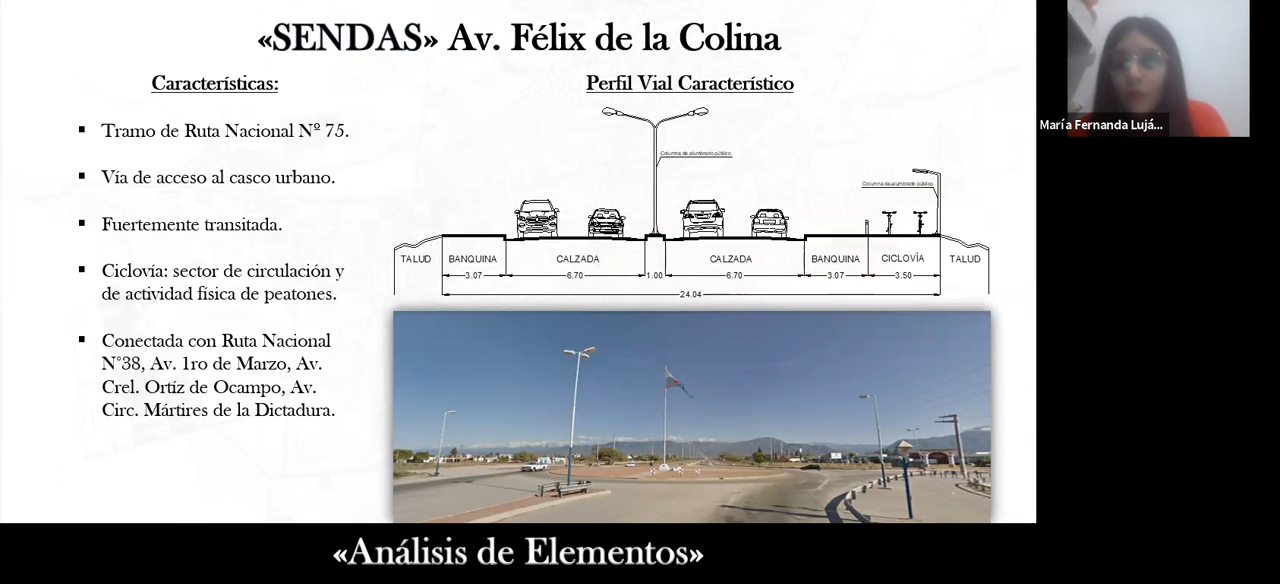 «SENDAS» Av. Félix de la Colina
Características:
▪ Tramo de Ruta Nacional Nº 75.
▪ Vía de acceso al casco urbano.
▪ Fuertemente transitada.
▪ Ciclovía: sector de circulación y
de actividad física de peatones.
▪ Conectada con Ruta Nacional
N°38, Av. 1ro de Marzo, Av.
Crel. Ortíz de Ocampo, Av.
Circ. Mártires de la Dictadura.
Perfil Vial Característico
Columna de alumbrado público
Columna de alumbrado público
TALUD BANQUINA CALZADA CALZADA BANQUINA CICLOVÍA TALUD
3.07 6.70 1.00 6.70 3.07 3.50
24.04
«Análisis de Elementos»
María Fernanda Lujá...